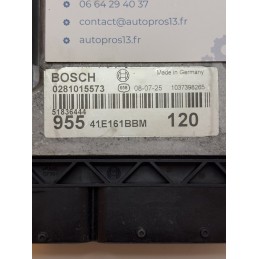 06 64 29 40 37
contact@autopros13.fr
autopros13.fr
BOSCH
Made in Germany
0281015573
08-07-25
1037398265
51836444
955 41E161BBM 120